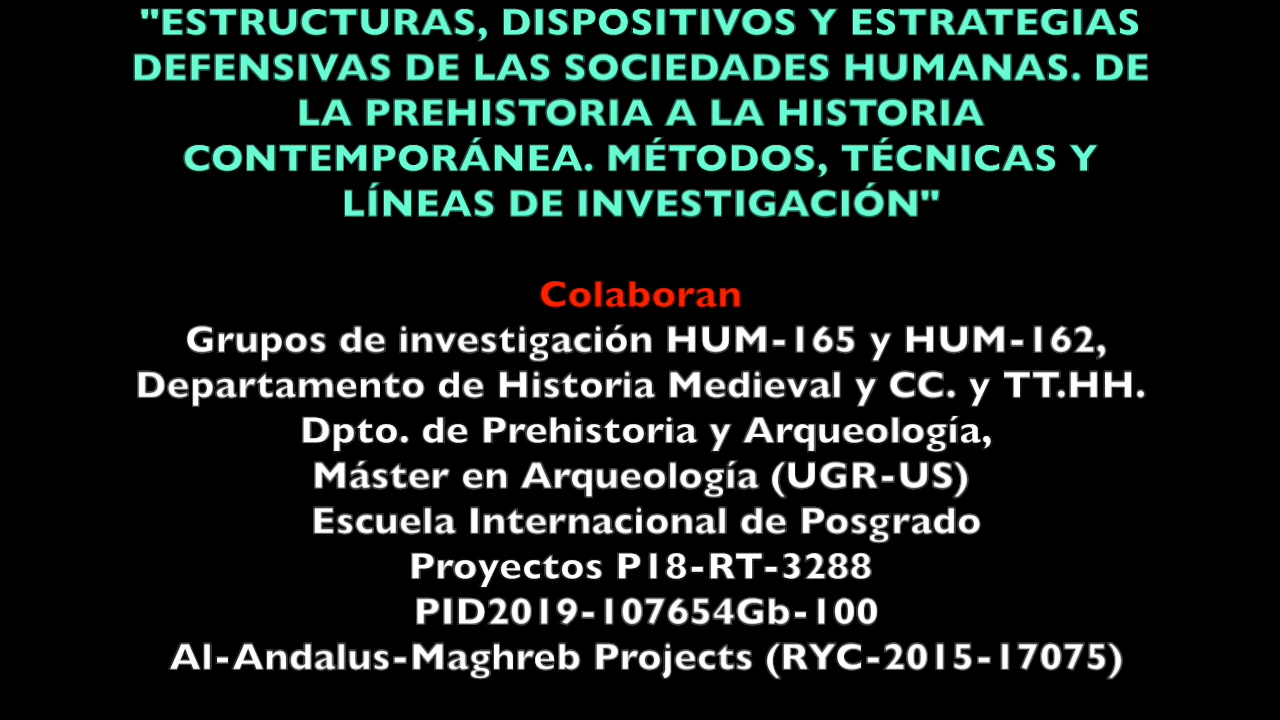 "ESTRUCTURAS, DISPOSITIVOS Y ESTRATEGIAS
DEFENSIVAS DE LAS SOCIEDADES HUMANAS. DE
LA PREHISTORIA A LA HISTORIA
CONTEMPORÁNEA. MÉTODOS, TÉCNICAS Y
LÍNEAS DE INVESTIGACIÓN"
Colaboran
Grupos de investigación HUM-165 y HUM-162,
Departamento de Historia Medieval y CC. y TT.HH.
Dpto. de Prehistoria y Arqueología,
Máster en Arqueología (UGR-US)
Escuela Internacional de Posgrado
Proyectos P18-RT-3288
PID2019-107654Gb-100
Al-Andalus-Maghreb Projects (RYC-2015-17075)